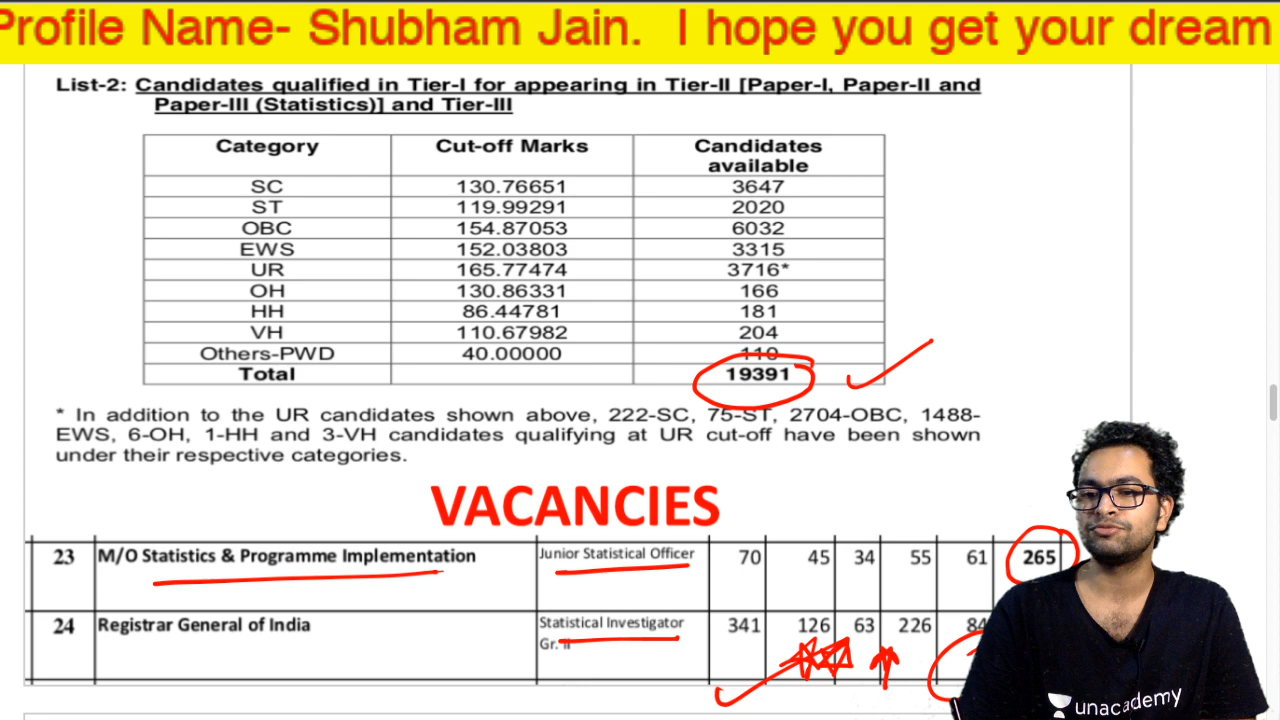 Profile Name- Shubham Jain. I hope you get your dream
List-2: Candidates qualified in Tier-I for appearing in Tier-II [Paper-I, Paper-II and
Paper-III (Statistics)] and Tier-III
Category Cut-off Marks Candidates available
SC 130.76651 3647
ST 119.99291 2020
OBC 154.87053 6032
EWS 152.03803 3315
UR 165.77474 3716*
OH 130.86331 166
HH 86.44781 181
VH 110.67982 204
Others-PWD 40.00000 110
Total 19391
* In addition to the UR candidates shown above, 222-SC, 75-ST, 2704-OBC, 1488-
EWS, 6-OH, 1-HH and 3-VH candidates qualifying at UR cut-off have been shown
under their respective categories.
VACANCIES
23 M/O Statistics & Programme Implementation Junior Statistical Officer 70 45 34 55 61 265
24 Registrar General of India Statistical Investigator 341 126 63 226 84
Gr. II
unacademy